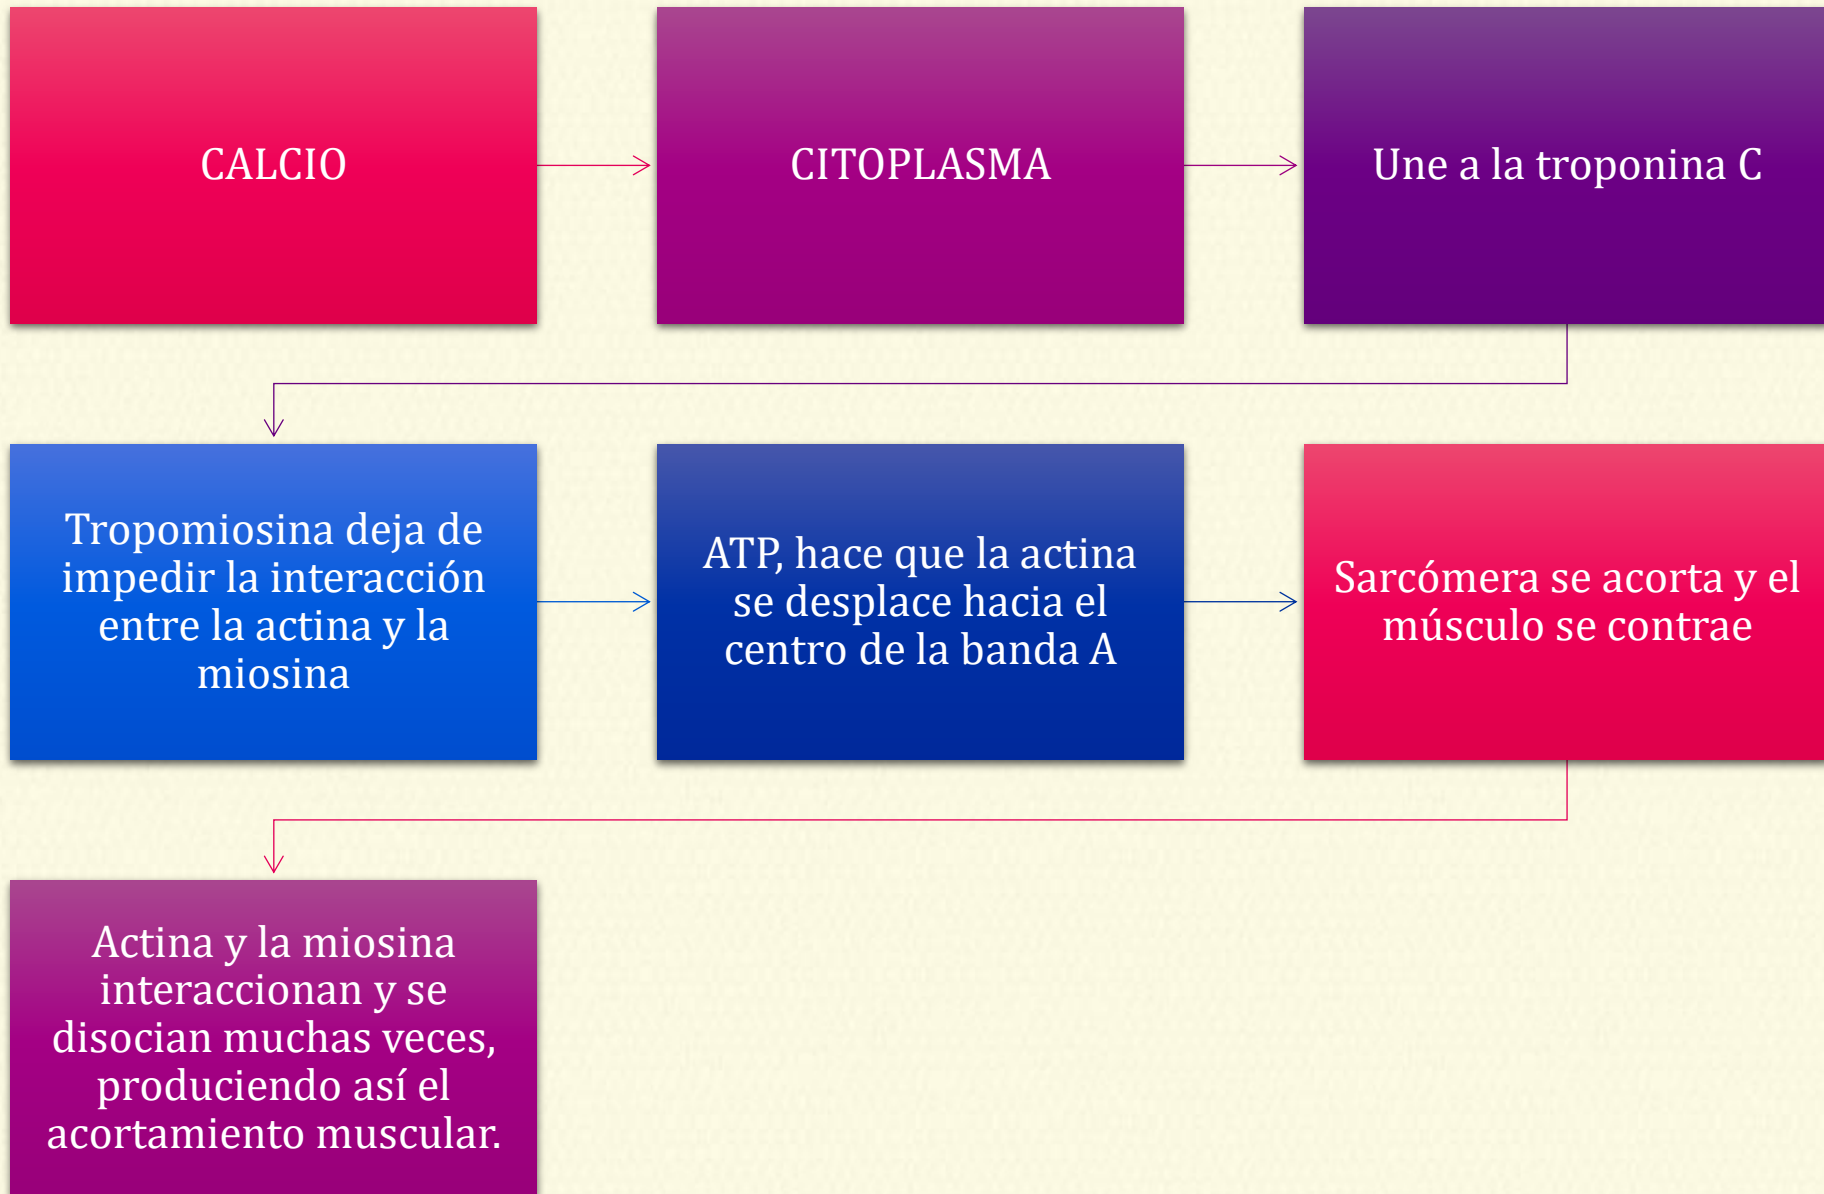 CALCIO
CITOPLASMA
Une a la troponina C
Tropomiosina deja de
impedir la interacción
entre la actina y la
miosina
ATP, hace que la actina
se desplace hacia el
centro de la banda A
Sarcómera se acorta y el
músculo se contrae
Actina y la miosina
interaccionan y se
disocian muchas veces,
produciendo así el
acortamiento muscular.